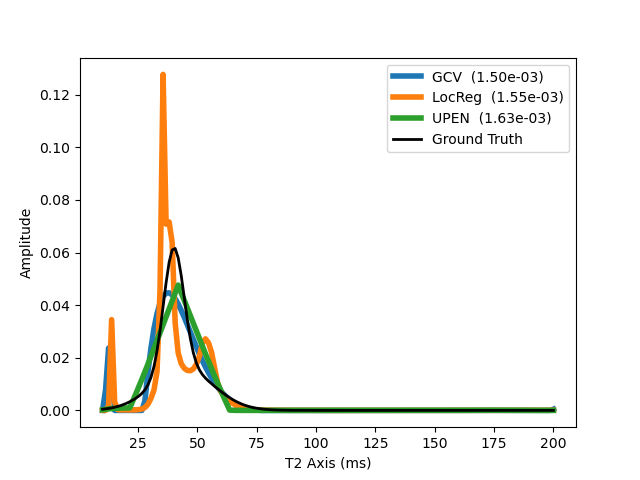 GCV (1.50e-03)
LocReg (1.55e-03)
UPEN (1.63e-03)
Ground Truth
Amplitude
0.12
0.10
0.08
0.06
0.04
0.02
0.00
25 50 75 100 125 150 175 200
T2 Axis (ms)